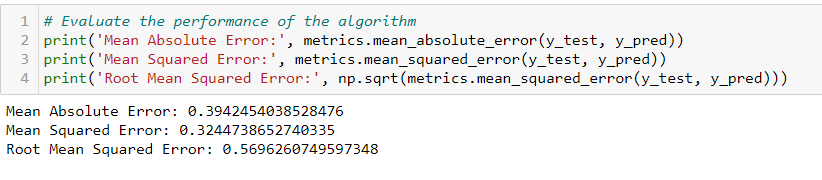 1 # Evaluate the performance of the algorithm
2 print('Mean Absolute Error:', metrics.mean_absolute_error(y_test, y_pred))
3 print('Mean Squared Error:', metrics.mean_squared_error(y_test, y_pred))
4 print('Root Mean Squared Error:', np.sqrt(metrics.mean_squared_error(y_test, y_pred)))
Mean Absolute Error: 0.3942454038528476
Mean Squared Error: 0.3244738652740335
Root Mean Squared Error: 0.5696260749597348